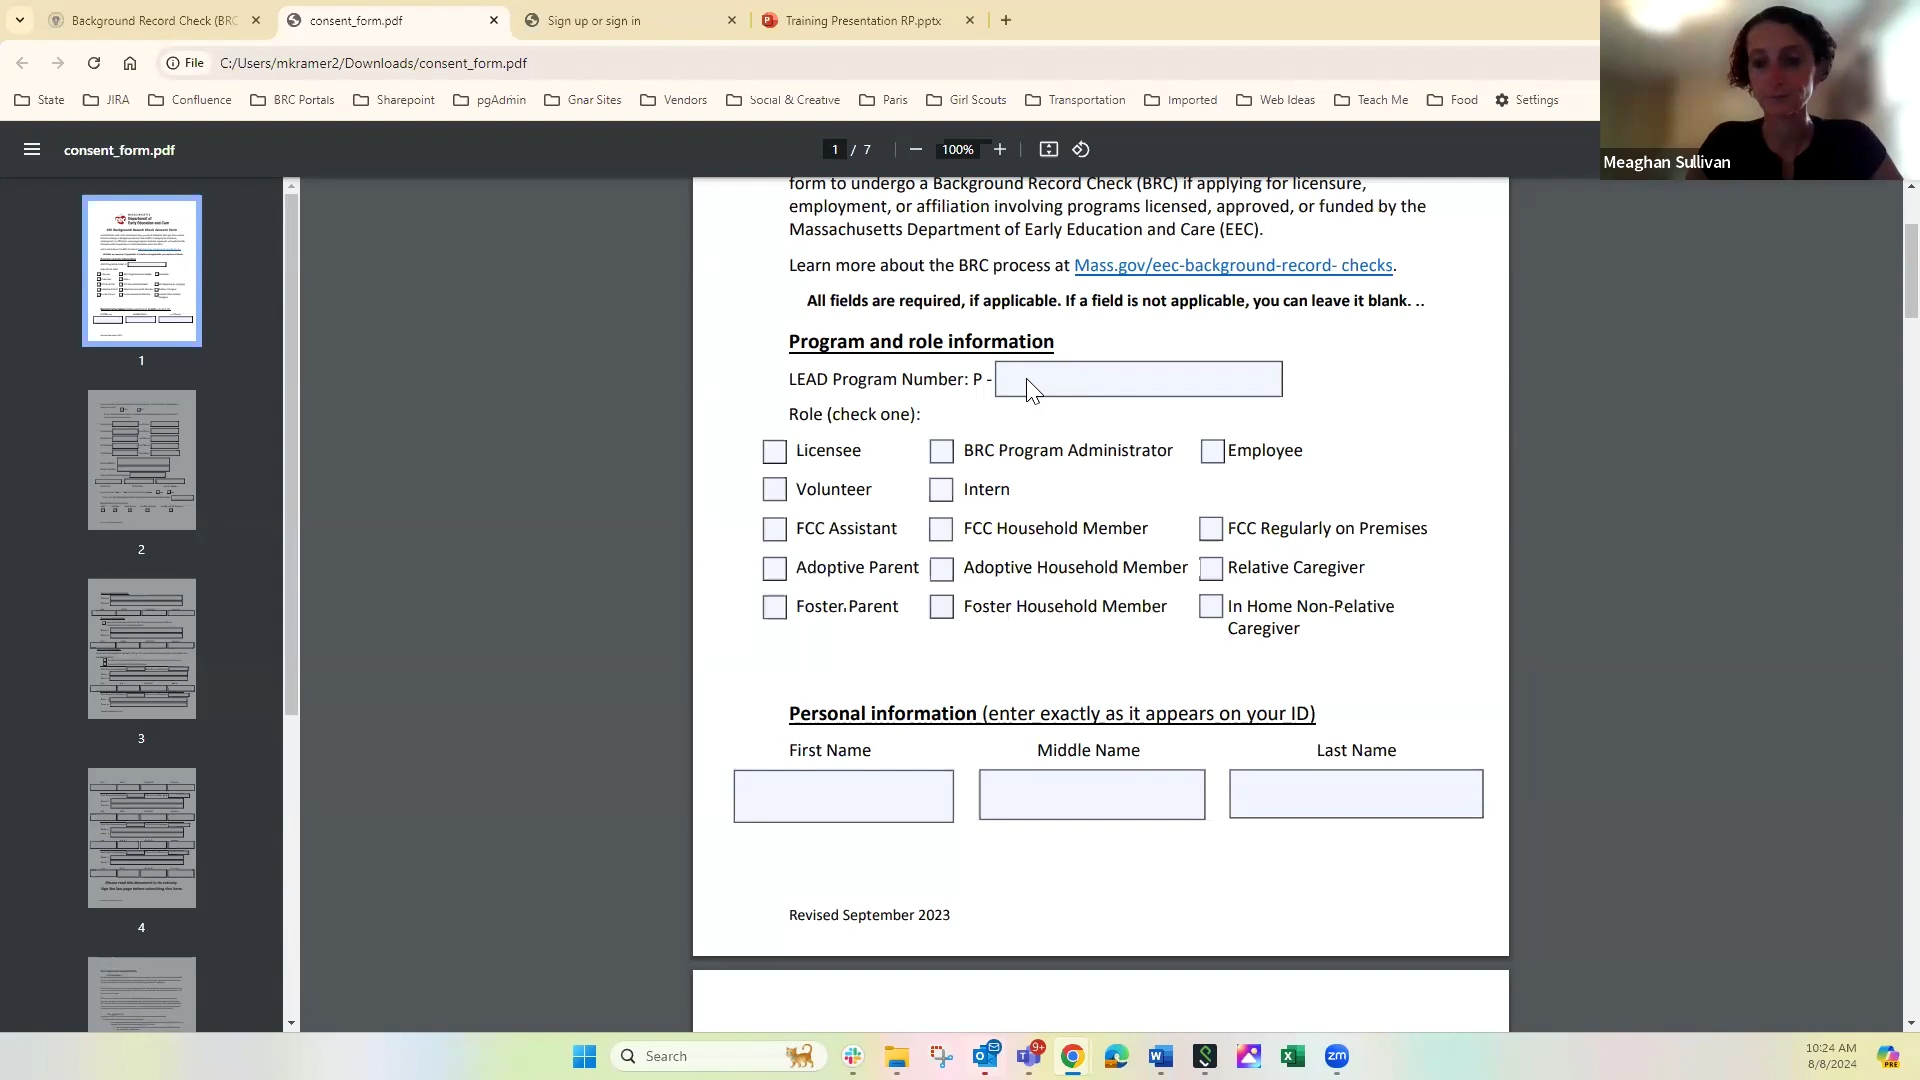 Background Record Check (BRC
consent_form.pdf
Sign up or sign in
Training Presentation RP.pptx
File
C:/Users/mkramer2/Downloads/consent_form.pdf
State
JIRA
Confluence
BRC Portals
Sharepoint
pgAdmin
Gnar Sites
Vendors
Social & Creative
Paris
Girl Scouts
Transportation
Imported
Web Ideas
Teach Me
Food
Settings
Meaghan Sullivan
consent_form.pdf
1 / 7
100%
1
2
3
4
form to undergo a Background Record Check (BRC) if applying for licensure,
employment, or affiliation involving programs licensed, approved, or funded by the
Massachusetts Department of Early Education and Care (EEC).
Learn more about the BRC process at Mass.gov/eec-background-record- checks.
All fields are required, if applicable. If a field is not applicable, you can leave it blank. ..
Program and role information
LEAD Program Number: P -
Role (check one):
Licensee
BRC Program Administrator
Employee
Volunteer
Intern
FCC Assistant
FCC Household Member
FCC Regularly on Premises
Adoptive Parent
Adoptive Household Member
Relative Caregiver
Foster Parent
Foster Household Member
In Home Non-Relative
Caregiver
Personal information (enter exactly as it appears on your ID)
First Name
Middle Name
Last Name
Revised September 2023
Search
9+
zm
10:24 AM
8/8/2024
PRE